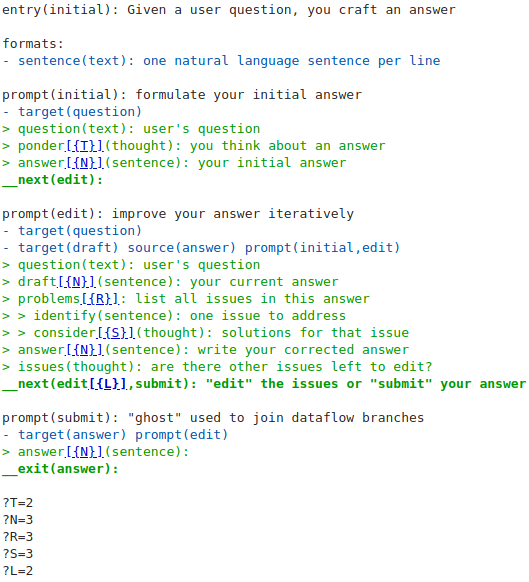 entry(initial): Given a user question, you craft an answer
formats:
- sentence(text): one natural language sentence per line
prompt(initial): formulate your initial answer
- target(question)
> question(text): user's question
> ponder[{T}](thought): you think about an answer
> answer[{N}](sentence): your initial answer
__next(edit):
prompt(edit): improve your answer iteratively
- target(question)
- target(draft) source(answer) prompt(initial,edit)
> question(text): user's question
> draft[{N}](sentence): your current answer
> problems[{R}]: list all issues in this answer
> > identify(sentence): one issue to address
> > consider[{S}](thought): solutions for that issue
> answer[{N}](sentence): write your corrected answer
> issues(thought): are there other issues left to edit?
__next(edit[{L}],submit): "edit" the issues or "submit" your answer
prompt(submit): "ghost" used to join dataflow branches
- target(answer) prompt(edit)
> answer[{N}](sentence):
__exit(answer):
?T=2
?N=3
?R=3
?S=3
?L=2